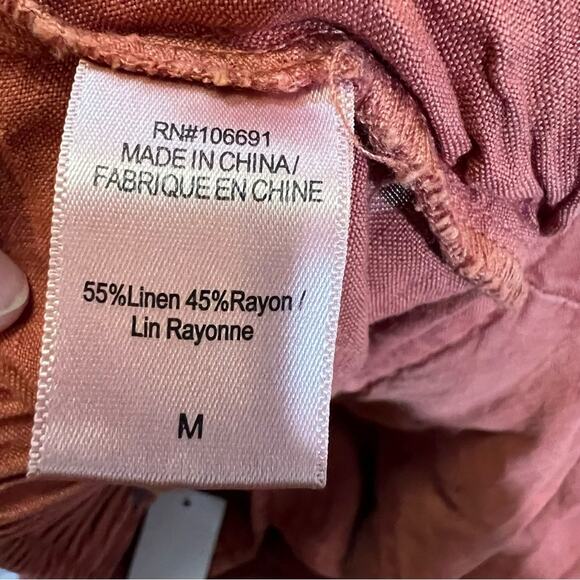 RN#106691
MADE IN CHINA/
FABRIQUE EN CHINE
55%Linen 45%Rayon /
Lin Rayonne
M